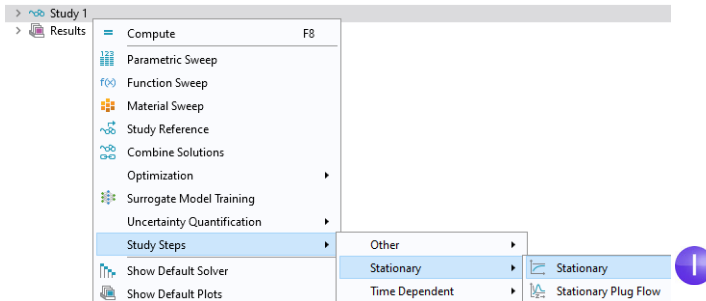 Study 1
Results
Compute F8
Parametric Sweep
Function Sweep
Material Sweep
Study Reference
Combine Solutions
Optimization
Surrogate Model Training
Uncertainty Quantification
Study Steps
Show Default Solver
Show Default Plots
Other
Stationary
Time Dependent
Stationary
Stationary Plug Flow
123
f(x)